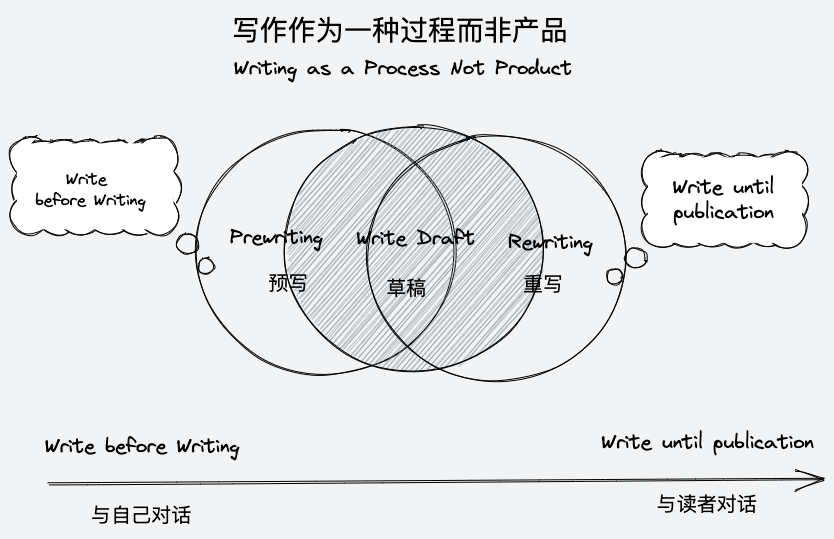 写作作为一种过程而非产品
Writing as a Process Not Product
Write
before Writing
Write until
publication
Prewriting
Write Draft
Rewriting
预写
草稿
重写
Write before Writing
Write until publication
与自己对话
与读者对话